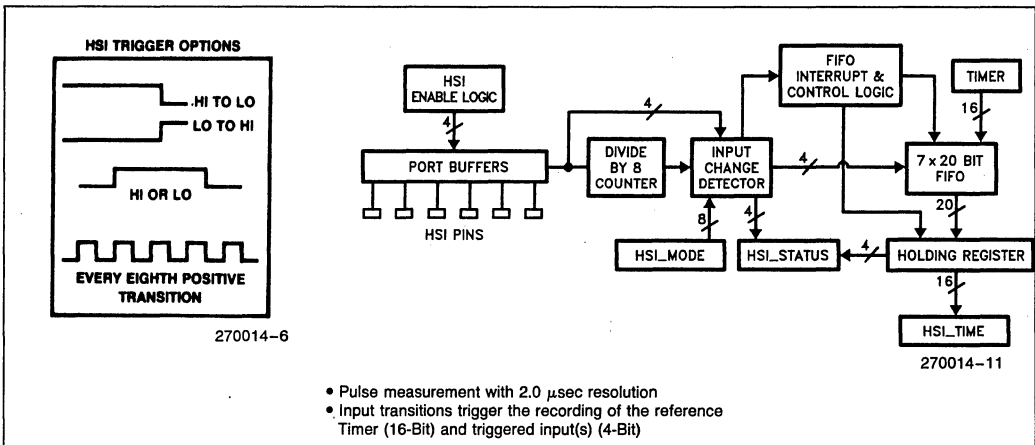 HSI TRIGGER OPTIONS
HI TO LO
LO TO HI
HI OR LO
EVERY EIGHTH POSITIVE
TRANSITION
270014-6
HSI
ENABLE LOGIC
4
PORT BUFFERS
HSI PINS
4
DIVIDE
BY 8
COUNTER
INPUT
CHANGE
DETECTOR
8
HSI_MODE
4
HSI_STATUS
FIFO
INTERRUPT &
CONTROL LOGIC
TIMER
16
4
7 x 20 BIT
FIFO
20
4
HOLDING REGISTER
16
HSI_TIME
270014-11
• Pulse measurement with 2.0 μsec resolution
• Input transitions trigger the recording of the reference
Timer (16-Bit) and triggered input(s) (4-Bit)